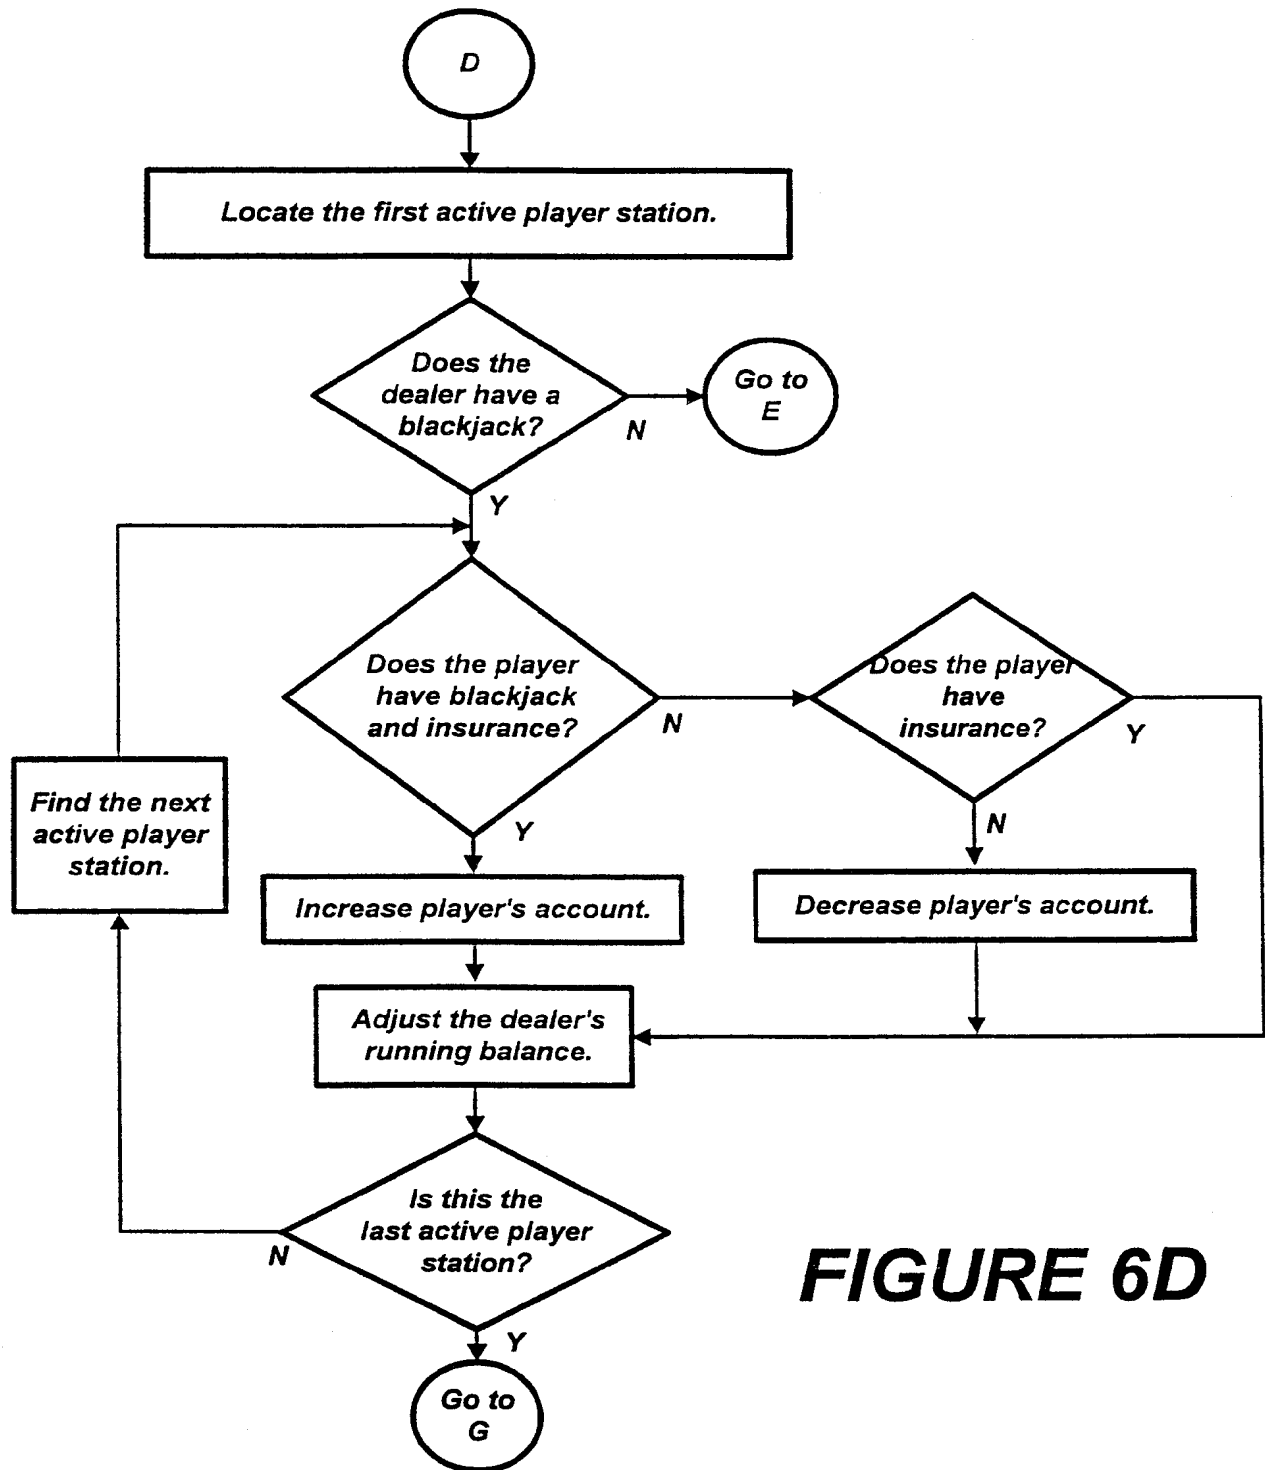 D
Locate the first active player station.
Does the
dealer have a
blackjack?
N
Go to
E
Y
Does the player
have blackjack
and insurance?
N
Does the player
have
insurance?
Y
Find the next
active player
station.
Y
N
Increase player's account.
Decrease player's account.
Adjust the dealer's
running balance.
Is this the
last active player
station?
N
Y
Go to
G
FIGURE 6D